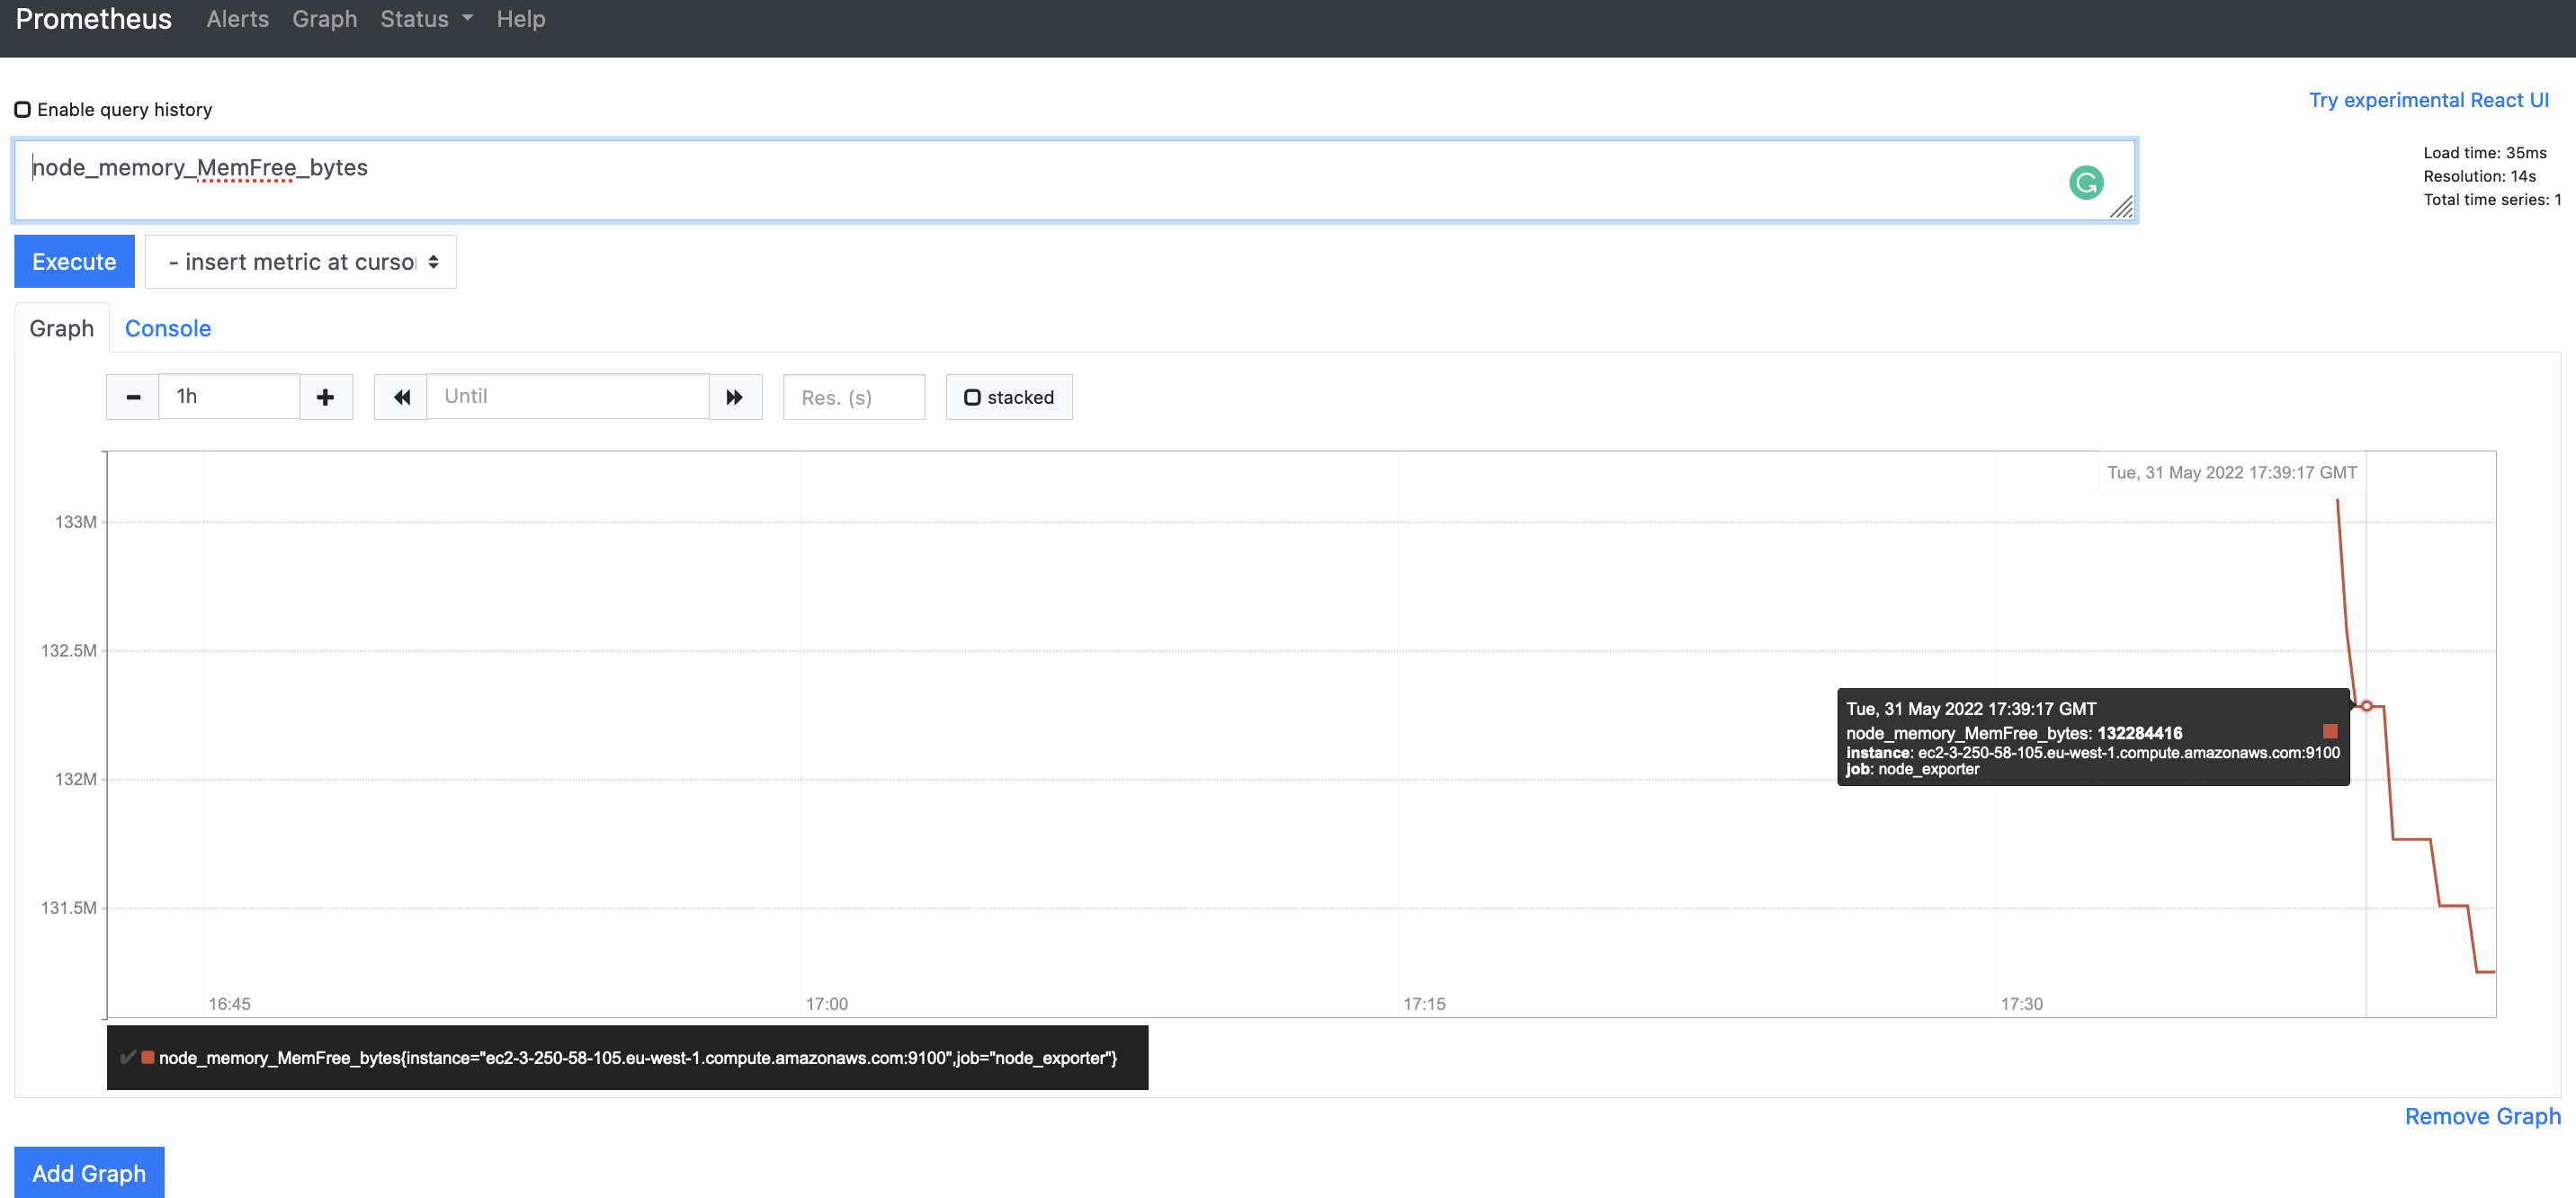 Prometheus Alerts Graph Status Help
Enable query history
Try experimental React UI
node_memory_MemFree_bytes
Load time: 35ms
Resolution: 14s
Total time series: 1
Execute
- insert metric at curso
Graph Console
1h Until Res. (s) stacked
Tue, 31 May 2022 17:39:17 GMT
133M
132.5M
132M
131.5M
Tue, 31 May 2022 17:39:17 GMT
node_memory_MemFree_bytes: 132284416
instance: ec2-3-250-58-105.eu-west-1.compute.amazonaws.com:9100
job: node_exporter
16:45 17:00 17:15 17:30
node_memory_MemFree_bytes{instance="ec2-3-250-58-105.eu-west-1.compute.amazonaws.com:9100",job="node_exporter"}
Remove Graph
Add Graph